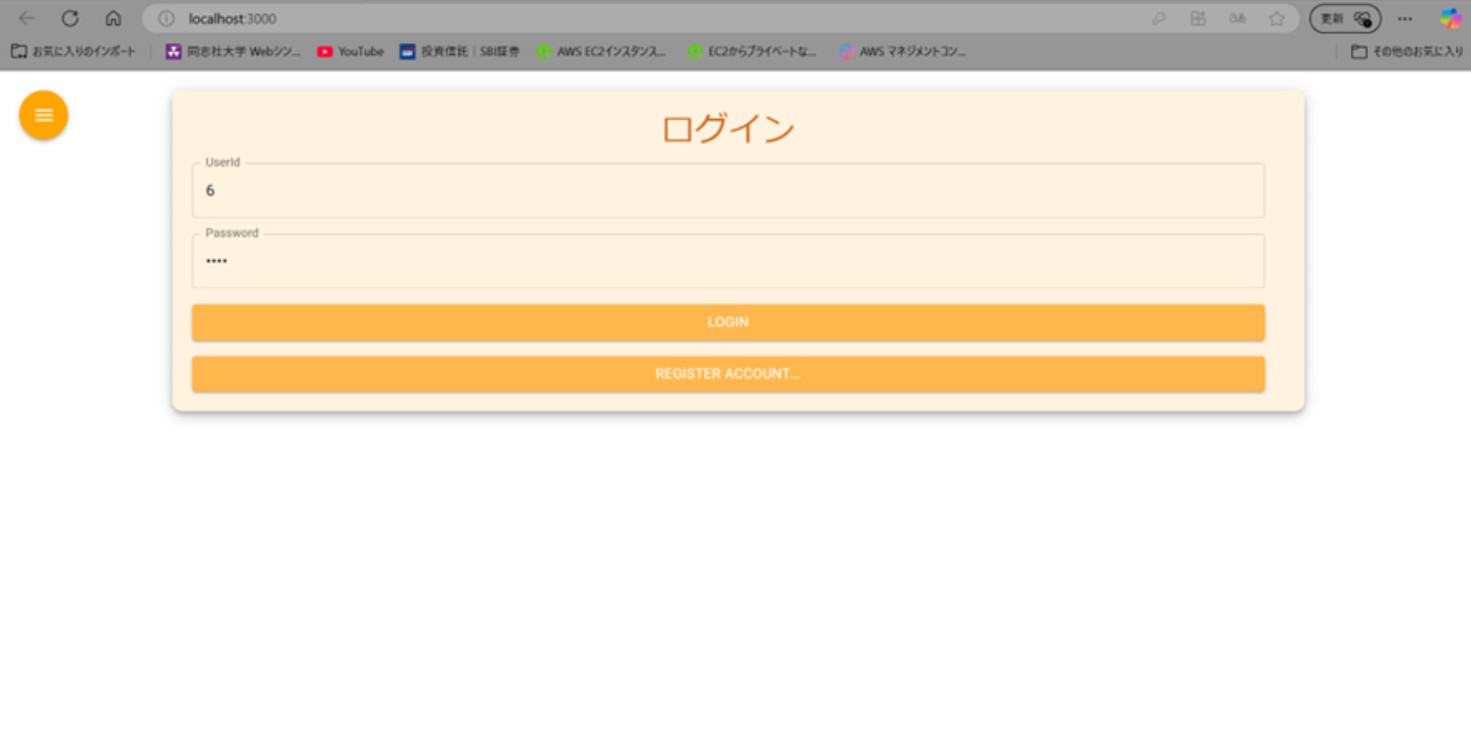 localhost:3000
更新
お気に入りのインポート
同志社大学 Webシン...
YouTube
投資信託｜SBI証券
AWS EC2インスタンス...
EC2からプライベートな...
AWS マネジメントコン...
その他のお気に入り
ログイン
UserId
6
Password
••••
LOGIN
REGISTER ACCOUNT...